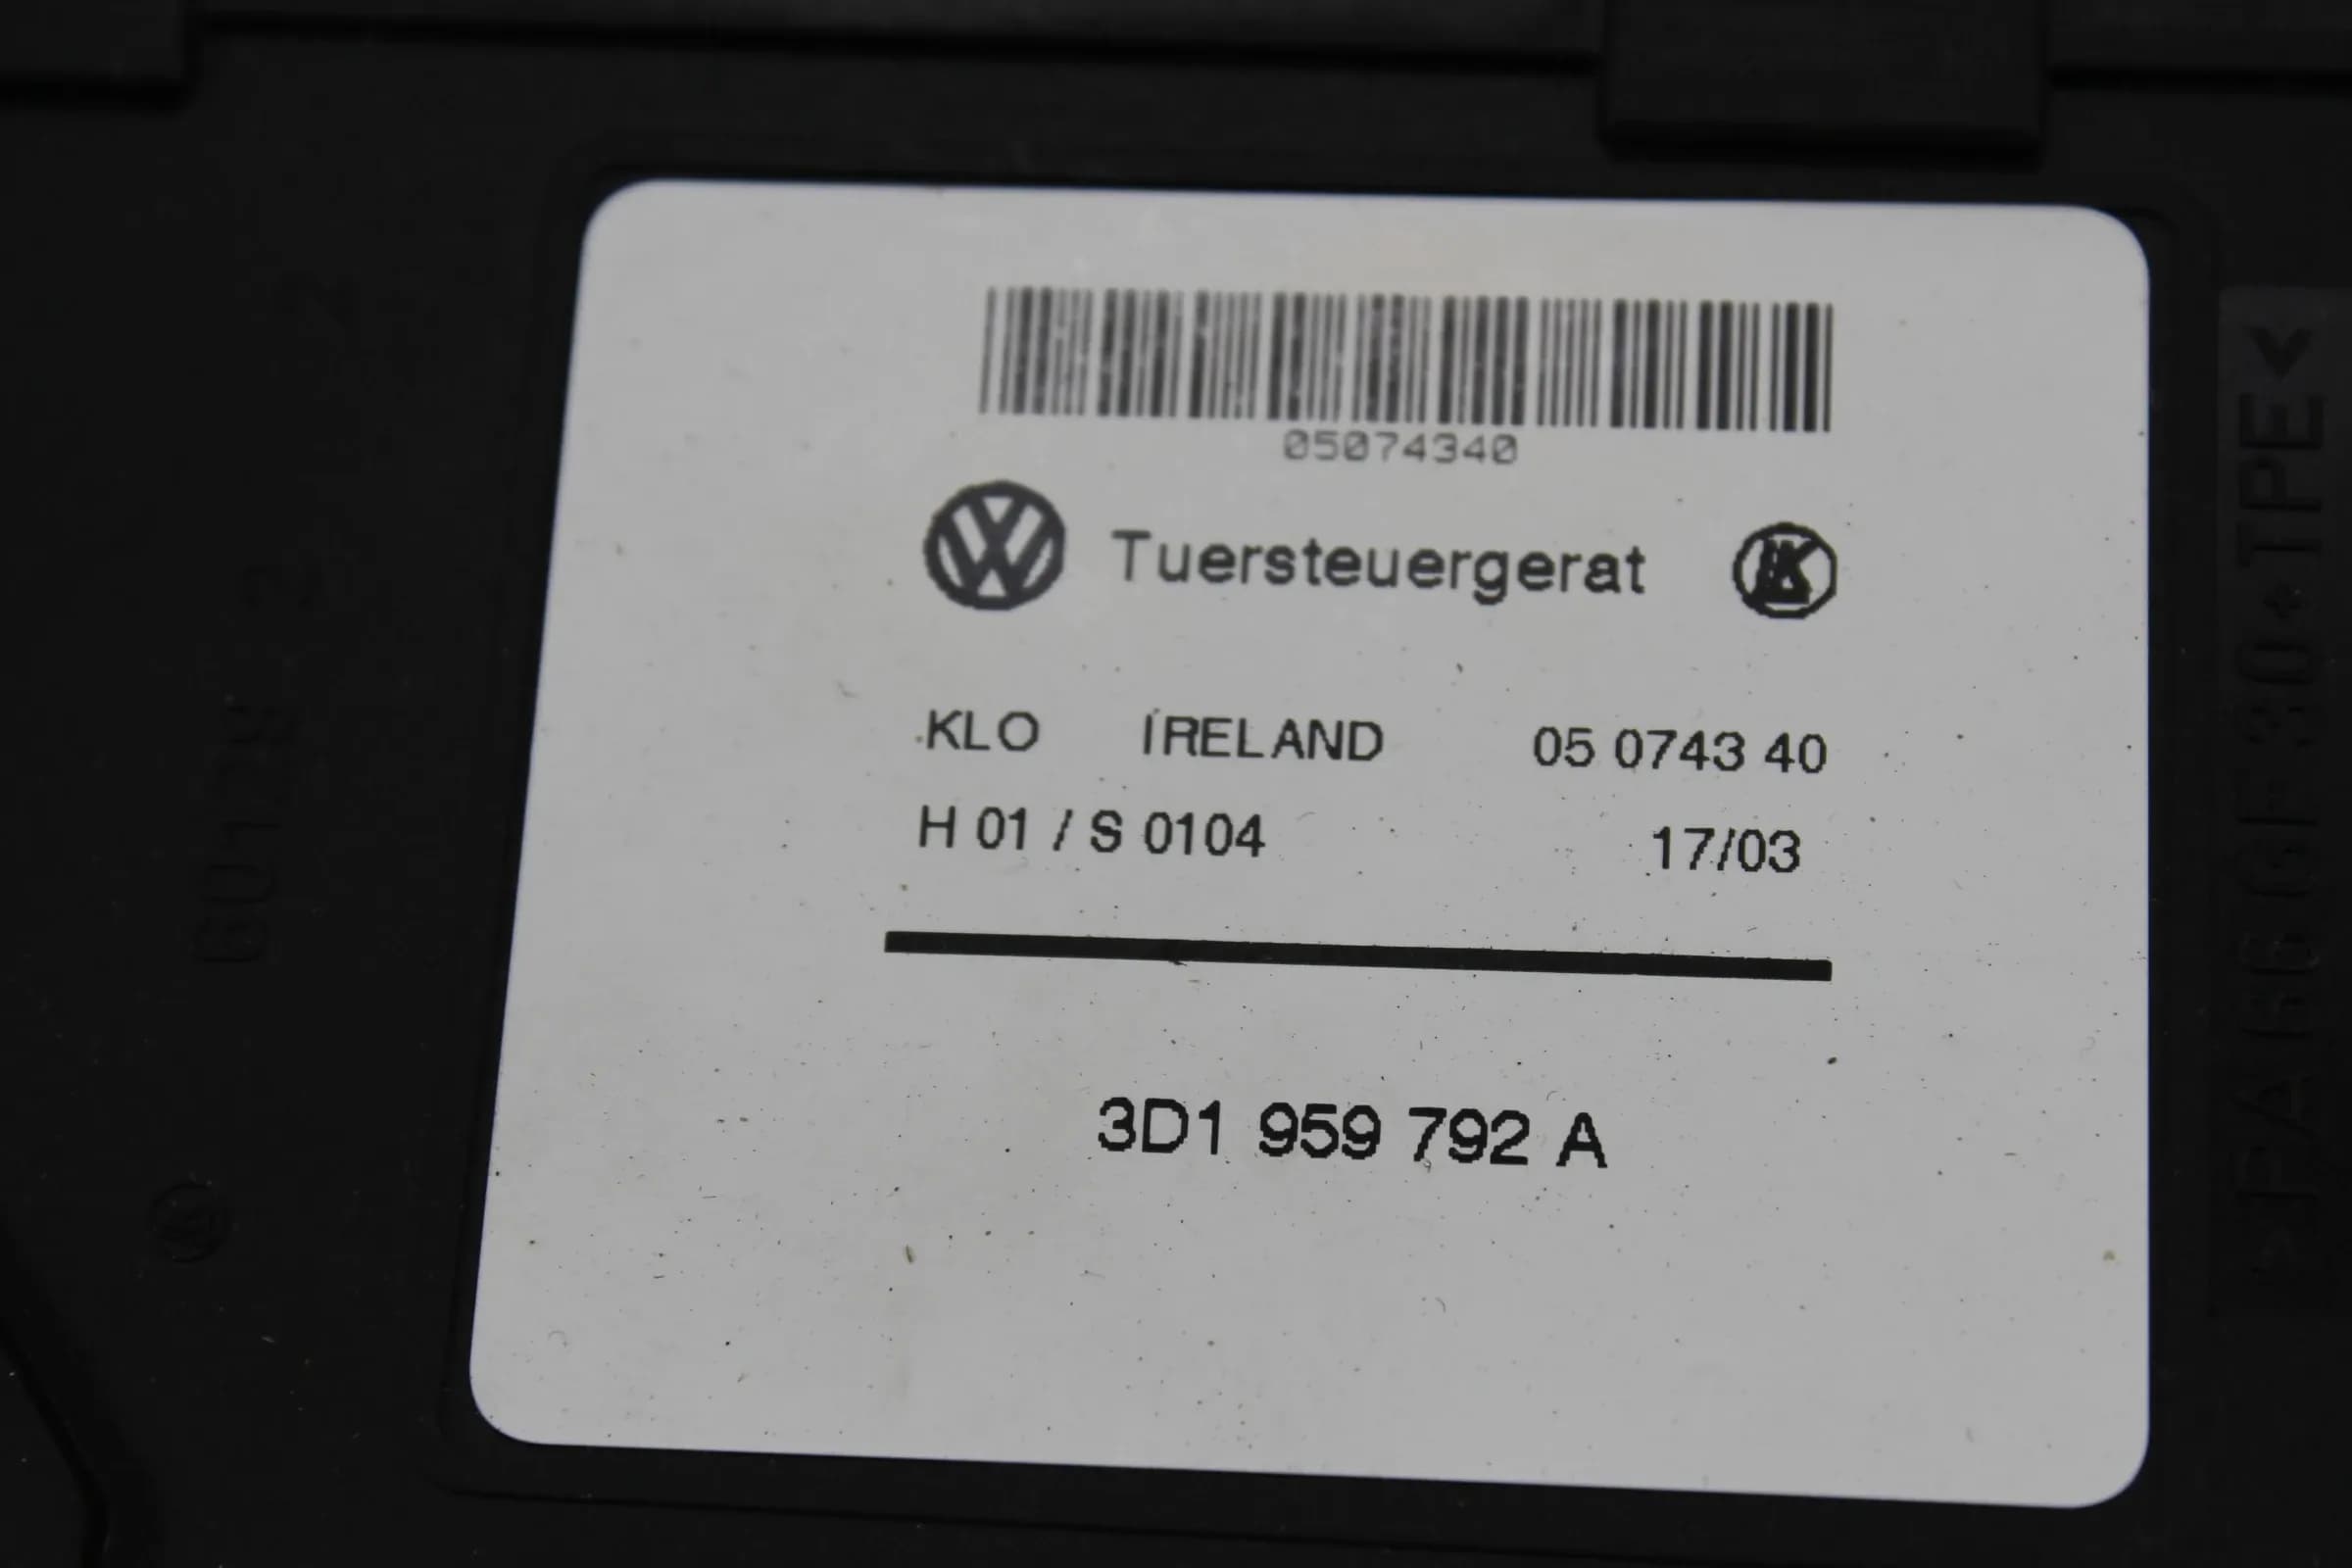 05074340
Tuersteuergerat
KLO IRELAND 05 0743 40
H 01 / S 0104 17/03
3D1 959 792 A